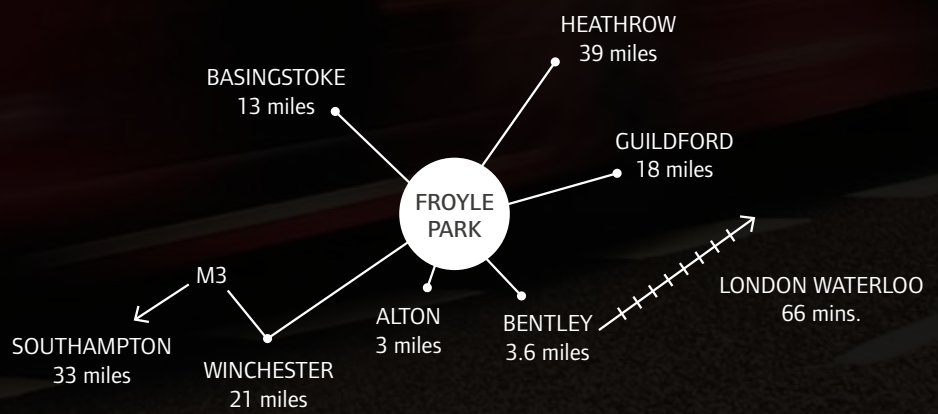 HEATHROW
39 miles
BASINGSTOKE
13 miles
GUILDFORD
18 miles
FROYLE
PARK
M3
LONDON WATERLOO
66 mins.
ALTON
3 miles
BENTLEY
3.6 miles
SOUTHAMPTON
33 miles
WINCHESTER
21 miles